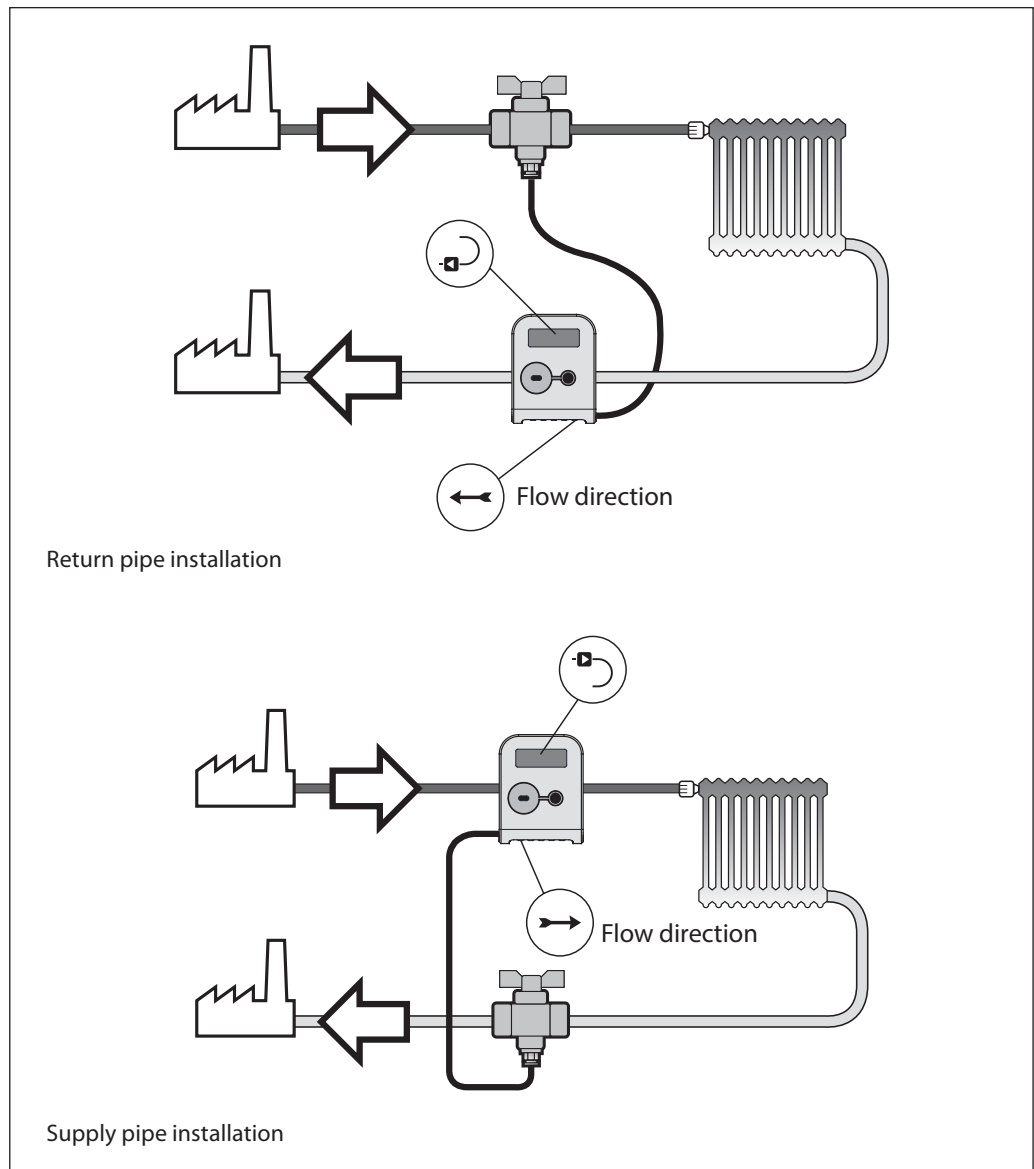 Flow direction
Return pipe installation
Flow direction
Supply pipe installation